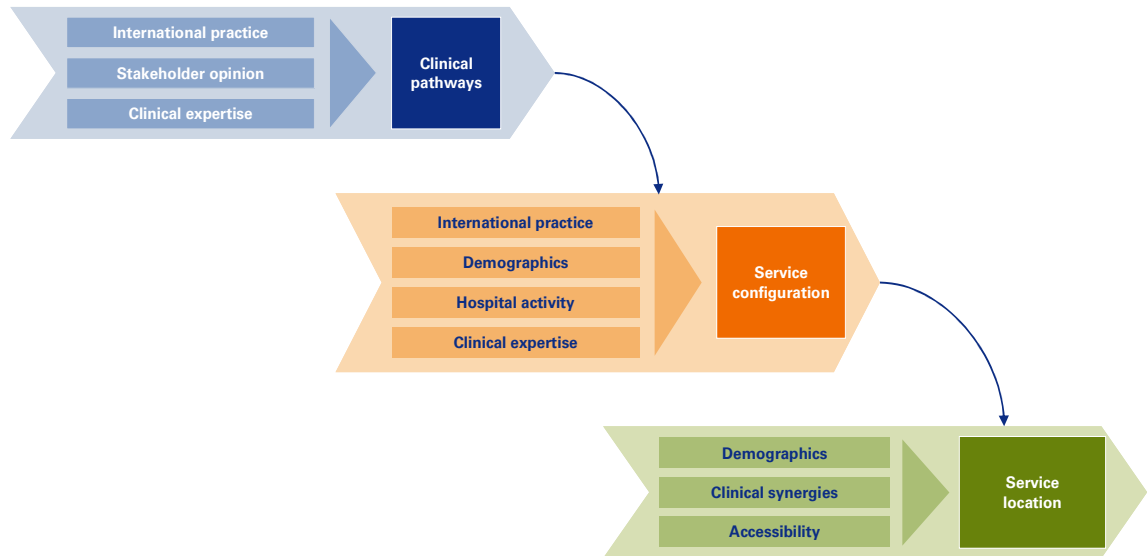 International practice
Stakeholder opinion
Clinical expertise
Clinical
pathways
International practice
Demographics
Hospital activity
Clinical expertise
Service
configuration
Demographics
Clinical synergies
Accessibility
Service
location